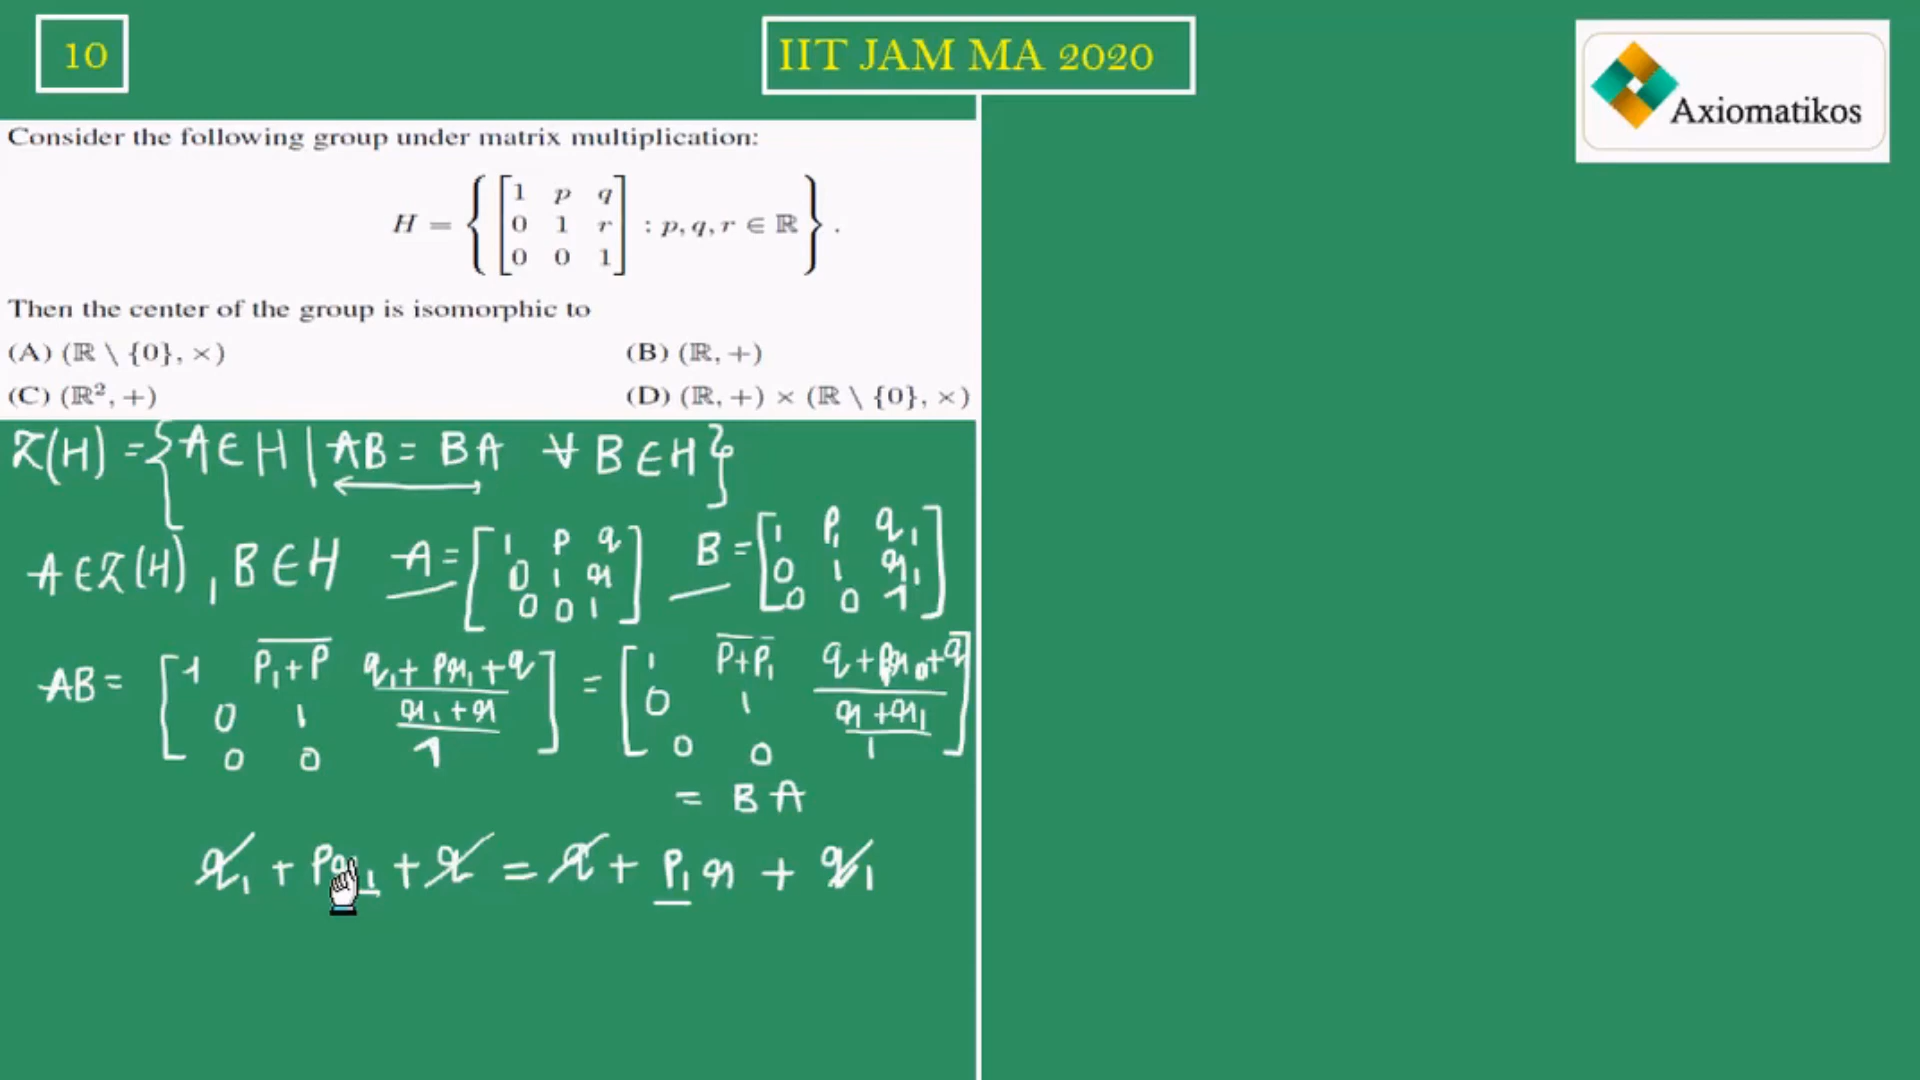 10
IIT JAM MA 2020
Axiomatikos
Consider the following group under matrix multiplication:
H = { [ 1 p q
0 1 r
0 0 1 ] : p, q, r ∈ ℝ } .
Then the center of the group is isomorphic to
(A) (ℝ \ {0}, ×)
(B) (ℝ, +)
(C) (ℝ², +)
(D) (ℝ, +) × (ℝ \ {0}, ×)
Z(H) = { A ∈ H | AB = BA ∀ B ∈ H }
A ∈ Z(H) , B ∈ H A = [ 1 p q
0 1 r
0 0 1 ] B = [ 1 p₁ q₁
0 1 r₁
0 0 1 ]
AB = [ 1 p₁+p q₁+pr₁+q
0 1 r₁+r
0 0 1 ] = [ 1 p+p₁ q+p₁r+q
0 1 r+r₁
0 0 1 ]
= BA
q₁ + pr₁ + q = q + p₁r + q₁